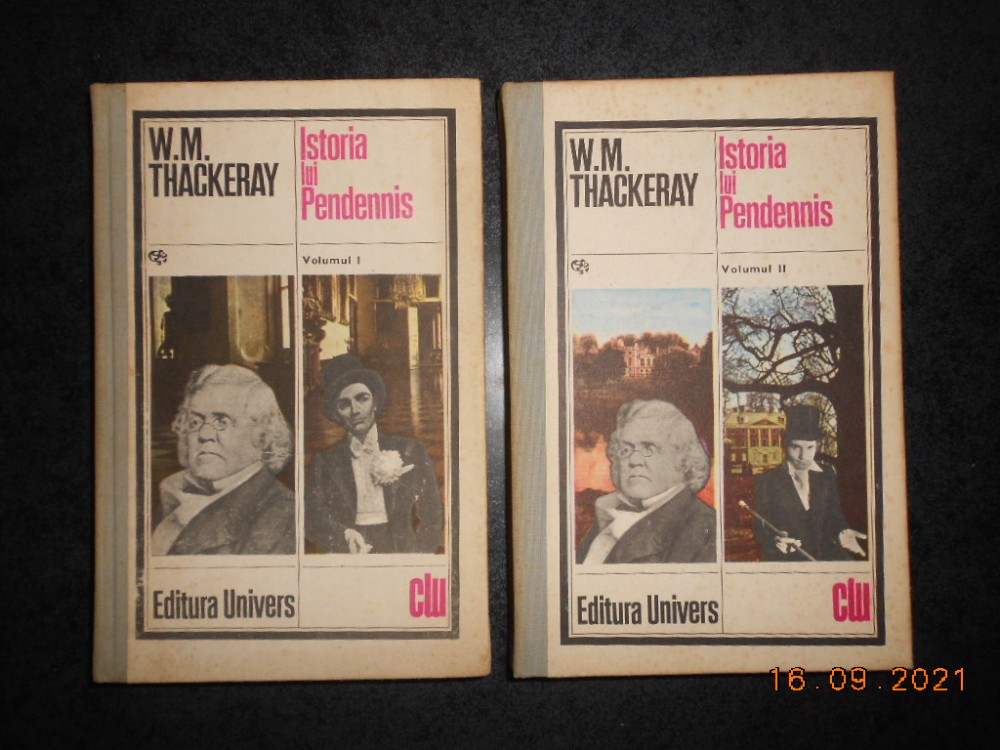 W.M.
THACKERAY
Istoria
lui
Pendennis
Volumul I
Editura Univers
clu
W.M.
THACKERAY
Istoria
lui
Pendennis
Volumul II
Editura Univers
clu
16.09.2021